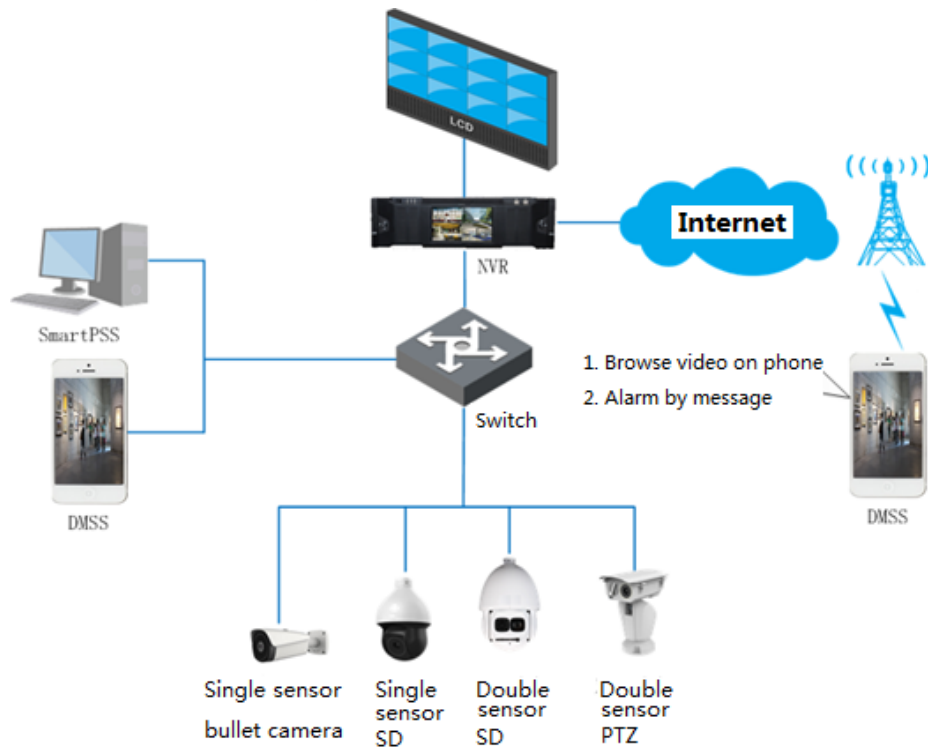 LCD
Internet
NVR
SmartPSS
1. Browse video on phone
2. Alarm by message
Switch
DMSS
DMSS
Single sensor
bullet camera
Single
sensor
SD
Double
sensor
SD
Double
sensor
PTZ